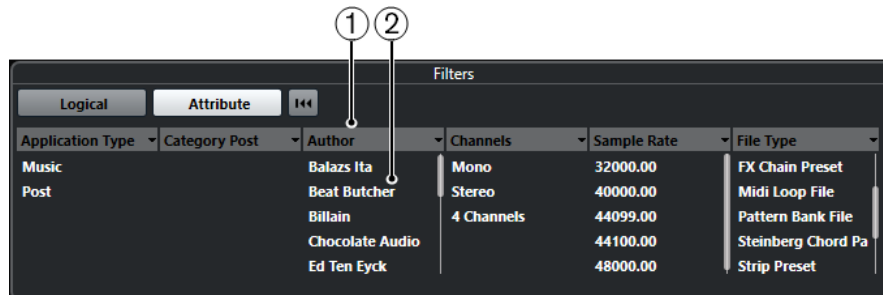 1 2
Filters
Logical Attribute
Application Type Category Post Author Channels Sample Rate File Type
Music Balazs Ita Mono 32000.00 FX Chain Preset
Post Beat Butcher Stereo 40000.00 Midi Loop File
Billain 4 Channels 44099.00 Pattern Bank File
Chocolate Audio 44100.00 Steinberg Chord Pa
Ed Ten Eyck 48000.00 Strip Preset